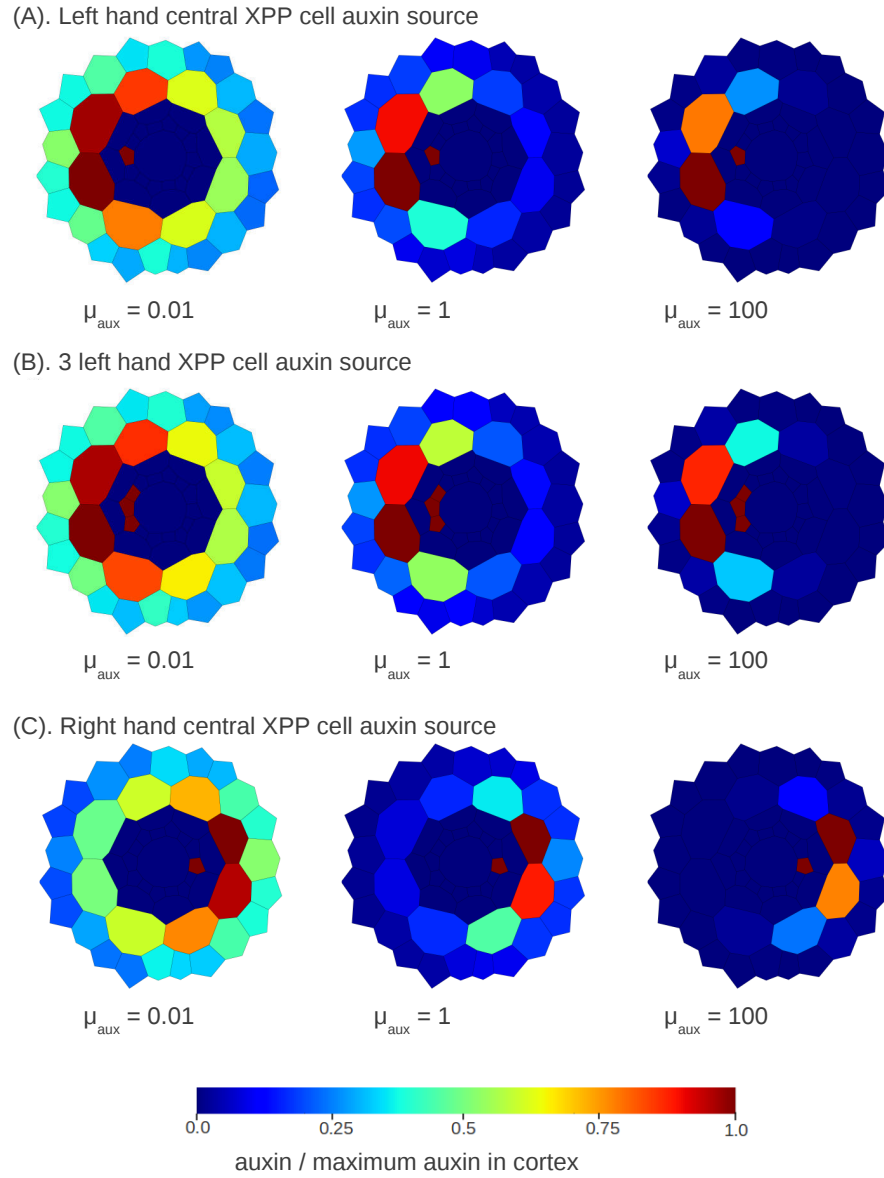 (A). Left hand central XPP cell auxin source
μaux = 0.01 μaux = 1 μaux = 100
(B). 3 left hand XPP cell auxin source
μaux = 0.01 μaux = 1 μaux = 100
(C). Right hand central XPP cell auxin source
μaux = 0.01 μaux = 1 μaux = 100
0.0 0.25 0.5 0.75 1.0
auxin / maximum auxin in cortex